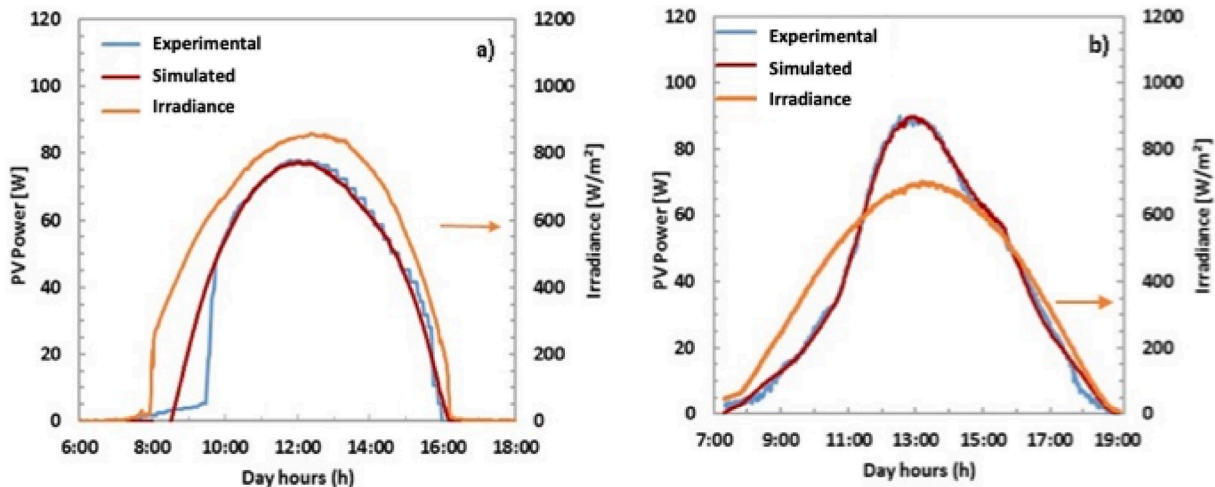 120
100
80
60
40
20
0
PV Power [W]
Experimental
Simulated
Irradiance
a)
1200
1000
800
600
400
200
0
Irradiance [W/m²]
6:00 8:00 10:00 12:00 14:00 16:00 18:00
Day hours (h)
120
100
80
60
40
20
0
PV Power [W]
Experimental
Simulated
Irradiance
b)
1200
1000
800
600
400
200
0
Irradiance [W/m²]
7:00 9:00 11:00 13:00 15:00 17:00 19:00
Day hours (h)